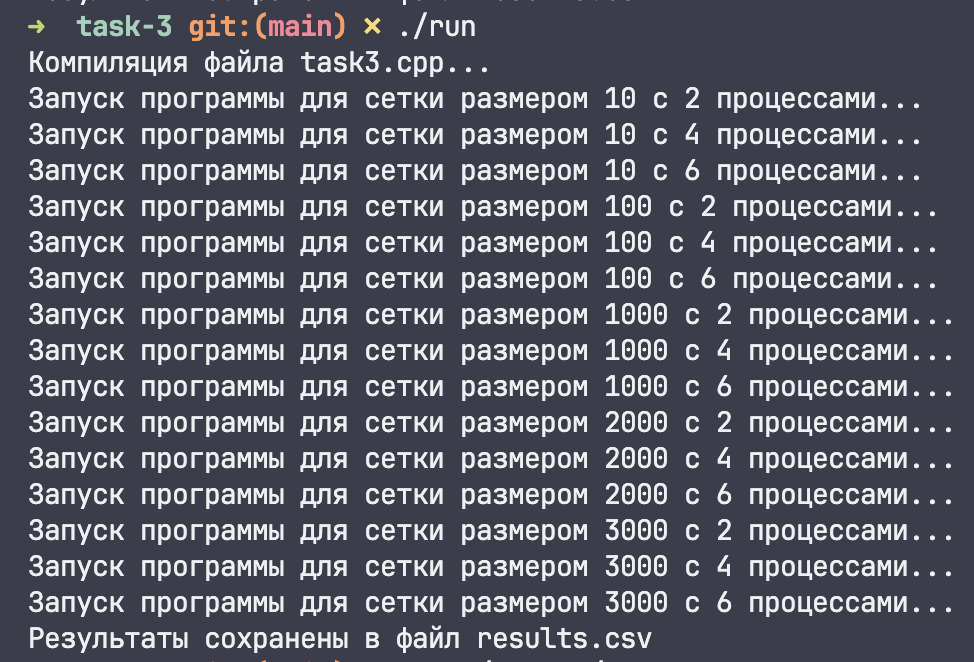 → task-3 git:(main) ✗ ./run
Компиляция файла task3.cpp...
Запуск программы для сетки размером 10 с 2 процессами...
Запуск программы для сетки размером 10 с 4 процессами...
Запуск программы для сетки размером 10 с 6 процессами...
Запуск программы для сетки размером 100 с 2 процессами...
Запуск программы для сетки размером 100 с 4 процессами...
Запуск программы для сетки размером 100 с 6 процессами...
Запуск программы для сетки размером 1000 с 2 процессами...
Запуск программы для сетки размером 1000 с 4 процессами...
Запуск программы для сетки размером 1000 с 6 процессами...
Запуск программы для сетки размером 2000 с 2 процессами...
Запуск программы для сетки размером 2000 с 4 процессами...
Запуск программы для сетки размером 2000 с 6 процессами...
Запуск программы для сетки размером 3000 с 2 процессами...
Запуск программы для сетки размером 3000 с 4 процессами...
Запуск программы для сетки размером 3000 с 6 процессами...
Результаты сохранены в файл results.csv